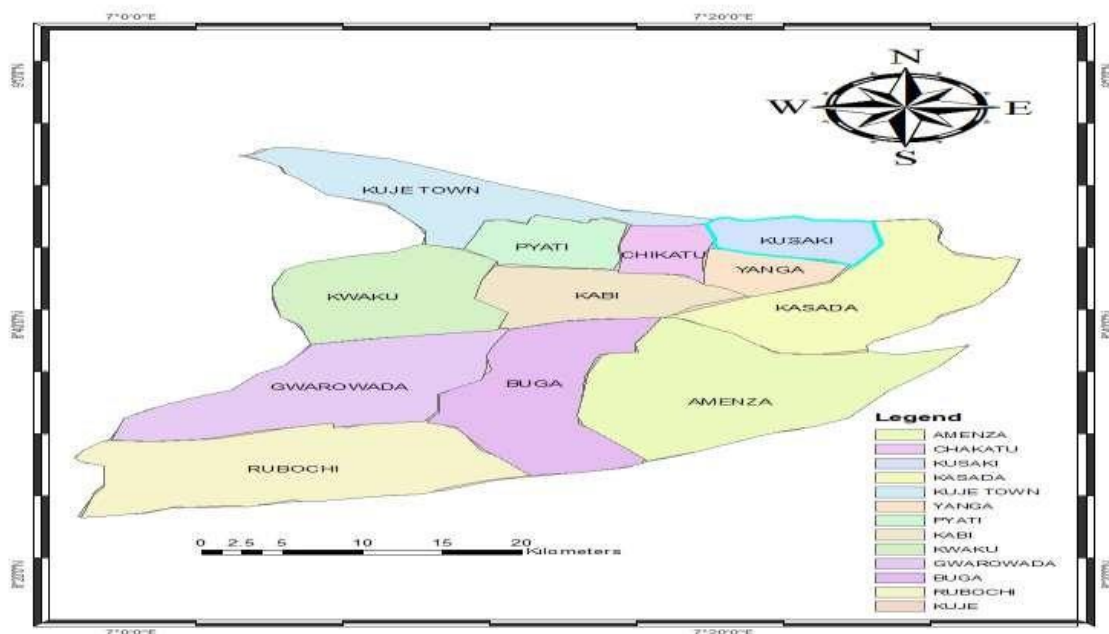 7°0'0"E
7°20'0"E
N
W E
S
KUJE TOWN
PYATI
CHIKATU
KUSAKI
YANGA
KWAKU
KABI
KASADA
GWAROWADA
BUGA
AMENZA
RUBOCHI
Legend
AMENZA
CHAKATU
KUSAKI
KASADA
KUJE TOWN
YANGA
PYATI
KABI
KWAKU
GWAROWADA
BUGA
RUBOCHI
KUJE
0 2.5 5 10 15 20
Kilometers
7°0'0"E
7°20'0"E